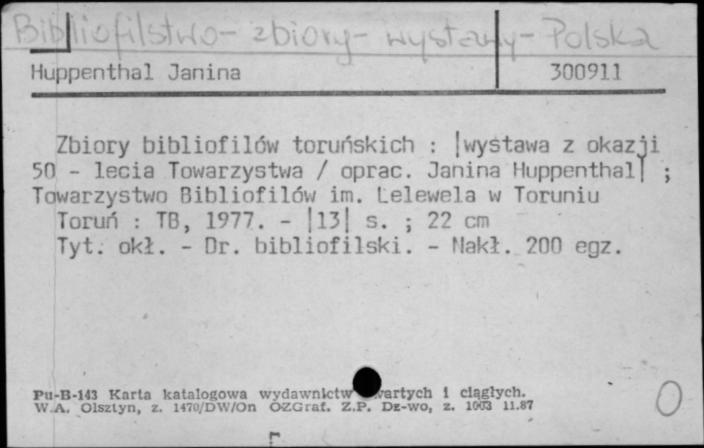 Bibliofilstwo - zbiory - wystawy - Polska
Huppenthal Janina 300911
Zbiory bibliofilów toruńskich : |wystawa z okazji
50 - lecia Towarzystwa / oprac. Janina Huppenthal| ;
Towarzystwo Bibliofilów im. Lelewela w Toruniu
Toruń : TB, 1977. - |13| s. ; 22 cm
Tyt. okł. - Dr. bibliofilski. - Nakł. 200 egz.
Pu-B-143 Karta katalogowa wydawnictw wartych i ciągłych.
W.A. Olsztyn, z. 1470/DW/On OZGraf. Z.P. Dz-wo, z. 1003 11.87